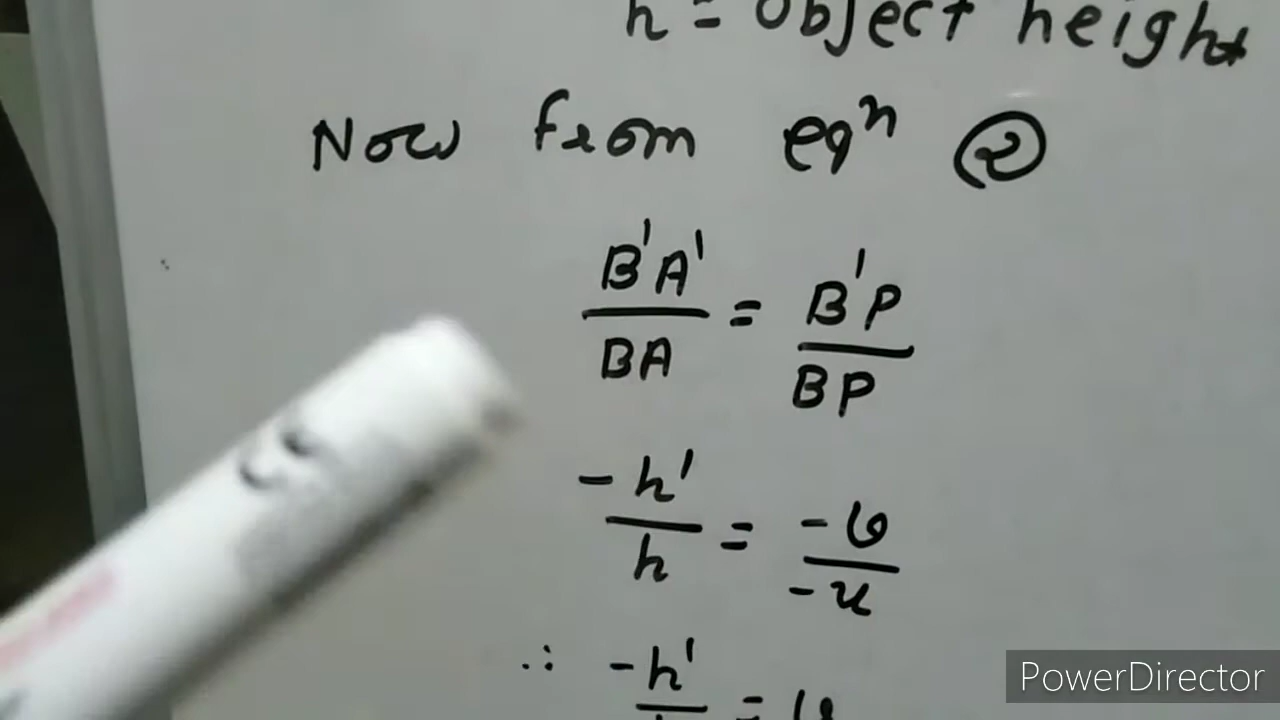 h = Object height
Now from eqⁿ ②
B'A' / BA = B'P / BP
-h' / h = -v / -u
∴ -h' / h = v
PowerDirector